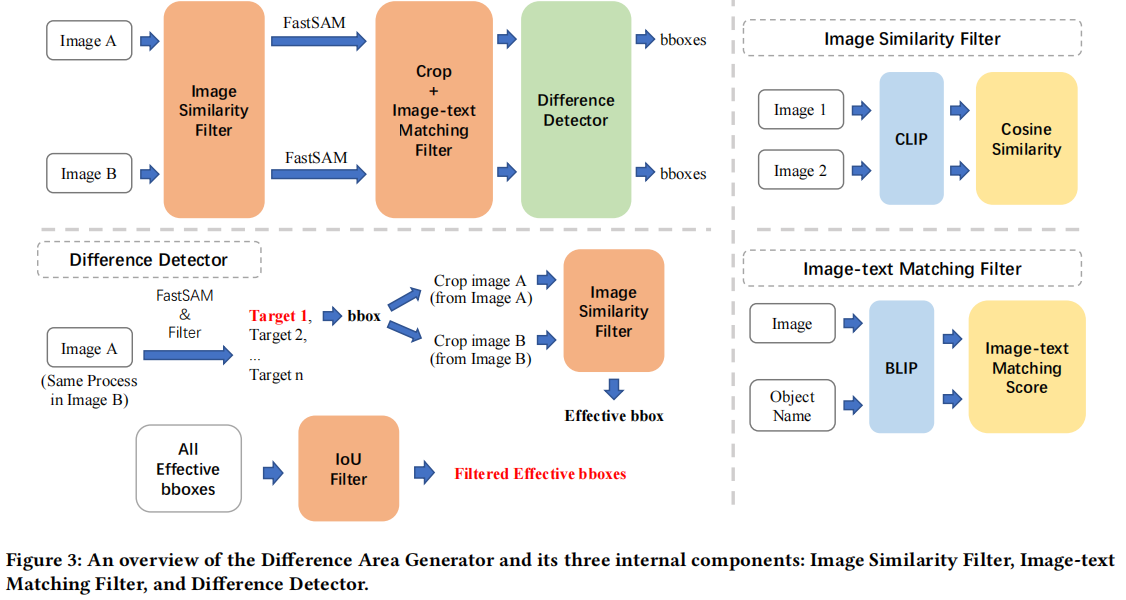 Image A
Image B
Image
Similarity
Filter
FastSAM
FastSAM
Crop
+
Image-text
Matching
Filter
Difference
Detector
bboxes
bboxes
Image Similarity Filter
Image 1
Image 2
CLIP
Cosine
Similarity
Difference Detector
Image A
(Same Process
in Image B)
FastSAM
&
Filter
Target 1,
Target 2,
...
Target n
bbox
Crop image A
(from Image A)
Crop image B
(from Image B)
Image
Similarity
Filter
Effective bbox
All
Effective
bboxes
IoU
Filter
Filtered Effective bboxes
Image-text Matching Filter
Image
Object
Name
BLIP
Image-text
Matching
Score
Figure 3: An overview of the Difference Area Generator and its three internal components: Image Similarity Filter, Image-text
Matching Filter, and Difference Detector.